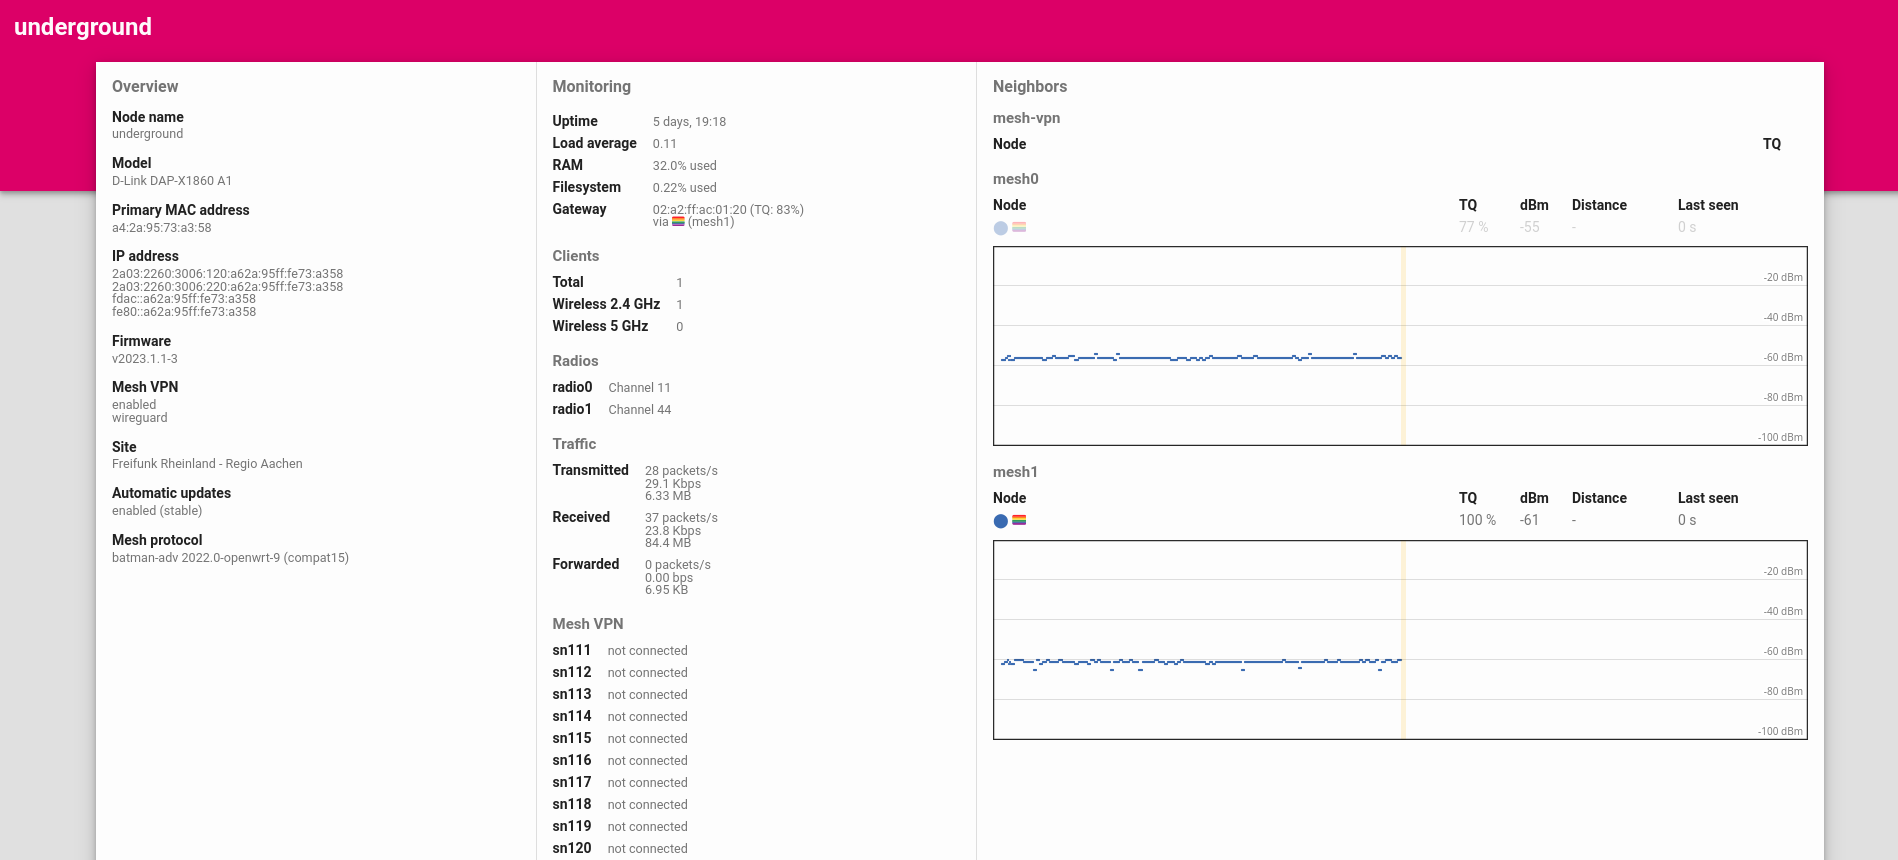 underground
Overview
Node name
underground
Model
D-Link DAP-X1860 A1
Primary MAC address
a4:2a:95:73:a3:58
IP address
2a03:2260:3006:120:a62a:95ff:fe73:a358
2a03:2260:3006:220:a62a:95ff:fe73:a358
fdac::a62a:95ff:fe73:a358
fe80::a62a:95ff:fe73:a358
Firmware
v2023.1.1-3
Mesh VPN
enabled
wireguard
Site
Freifunk Rheinland - Regio Aachen
Automatic updates
enabled (stable)
Mesh protocol
batman-adv 2022.0-openwrt-9 (compat15)
Monitoring
Uptime 5 days, 19:18
Load average 0.11
RAM 32.0% used
Filesystem 0.22% used
Gateway 02:a2:ff:ac:01:20 (TQ: 83%)
via (mesh1)
Clients
Total 1
Wireless 2.4 GHz 1
Wireless 5 GHz 0
Radios
radio0 Channel 11
radio1 Channel 44
Traffic
Transmitted 28 packets/s
29.1 Kbps
6.33 MB
Received 37 packets/s
23.8 Kbps
84.4 MB
Forwarded 0 packets/s
0.00 bps
6.95 KB
Mesh VPN
sn111 not connected
sn112 not connected
sn113 not connected
sn114 not connected
sn115 not connected
sn116 not connected
sn117 not connected
sn118 not connected
sn119 not connected
sn120 not connected
Neighbors
mesh-vpn
Node TQ
mesh0
Node TQ dBm Distance Last seen
77 % -55 - 0 s
-20 dBm
-40 dBm
-60 dBm
-80 dBm
-100 dBm
mesh1
Node TQ dBm Distance Last seen
100 % -61 - 0 s
-20 dBm
-40 dBm
-60 dBm
-80 dBm
-100 dBm